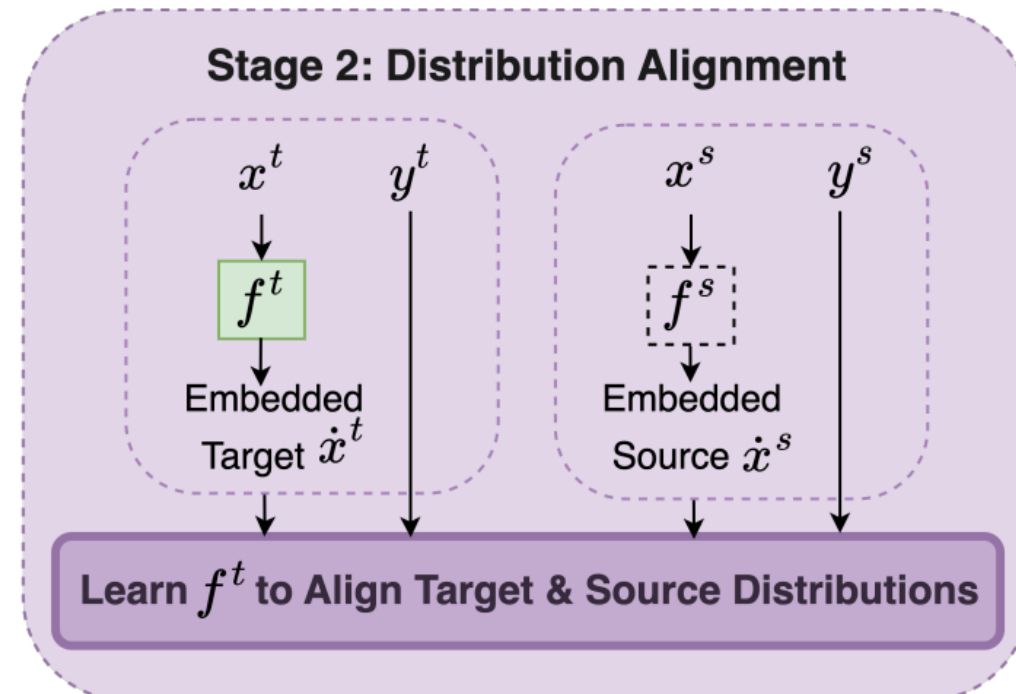 Stage 2: Distribution Alignment
x^t y^t x^s y^s
f^t f^s
Embedded Embedded
Target ẋ^t Source ẋ^s
Learn f^t to Align Target & Source Distributions